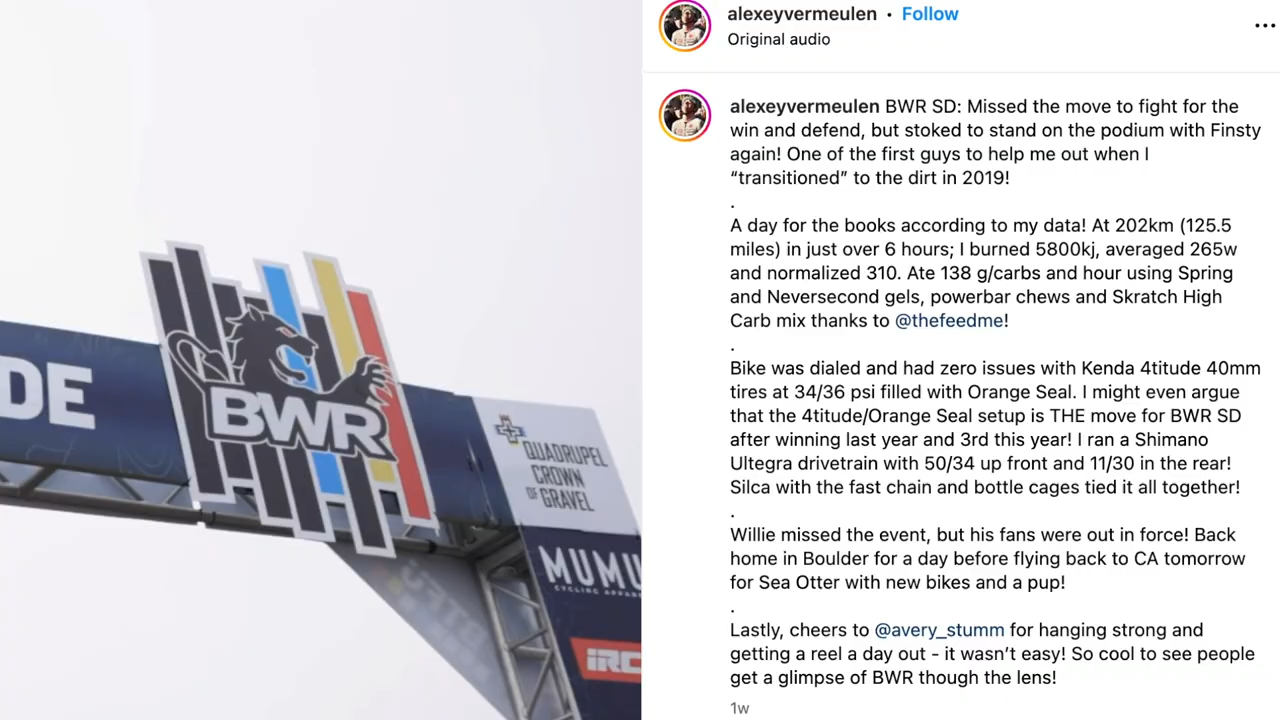 DE
BWR
QUADRUPEL
CROWN
OF
GRAVEL
MUMU
CYCLING APPAREL
iRC
alexeyvermeulen • Follow
Original audio
alexeyvermeulen BWR SD: Missed the move to fight for the
win and defend, but stoked to stand on the podium with Finsty
again! One of the first guys to help me out when I
“transitioned” to the dirt in 2019!
.
A day for the books according to my data! At 202km (125.5
miles) in just over 6 hours; I burned 5800kj, averaged 265w
and normalized 310. Ate 138 g/carbs and hour using Spring
and Neversecond gels, powerbar chews and Skratch High
Carb mix thanks to @thefeedme!
.
Bike was dialed and had zero issues with Kenda 4titude 40mm
tires at 34/36 psi filled with Orange Seal. I might even argue
that the 4titude/Orange Seal setup is THE move for BWR SD
after winning last year and 3rd this year! I ran a Shimano
Ultegra drivetrain with 50/34 up front and 11/30 in the rear!
Silca with the fast chain and bottle cages tied it all together!
.
Willie missed the event, but his fans were out in force! Back
home in Boulder for a day before flying back to CA tomorrow
for Sea Otter with new bikes and a pup!
.
Lastly, cheers to @avery_stumm for hanging strong and
getting a reel a day out - it wasn’t easy! So cool to see people
get a glimpse of BWR though the lens!
1w